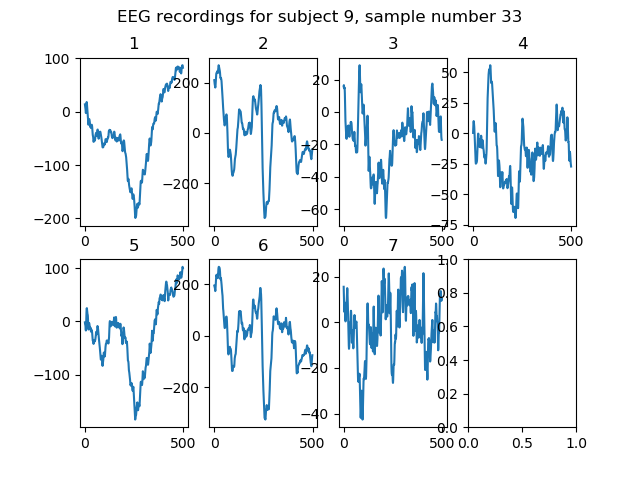 EEG recordings for subject 9, sample number 33
1 2 3 4
100 0 −100 −200
200 0 −200
20 0 −20 −40 −60
50 25 0 −25 −50 −75
0 500 0 500 0 500 0 500
5 6 7
100 0 −100
200 0 −200
20 0 −20 −40
1.0 0.8 0.6 0.4 0.2 0.0
0 500 0 500 0 500 0.0 0.5 1.0